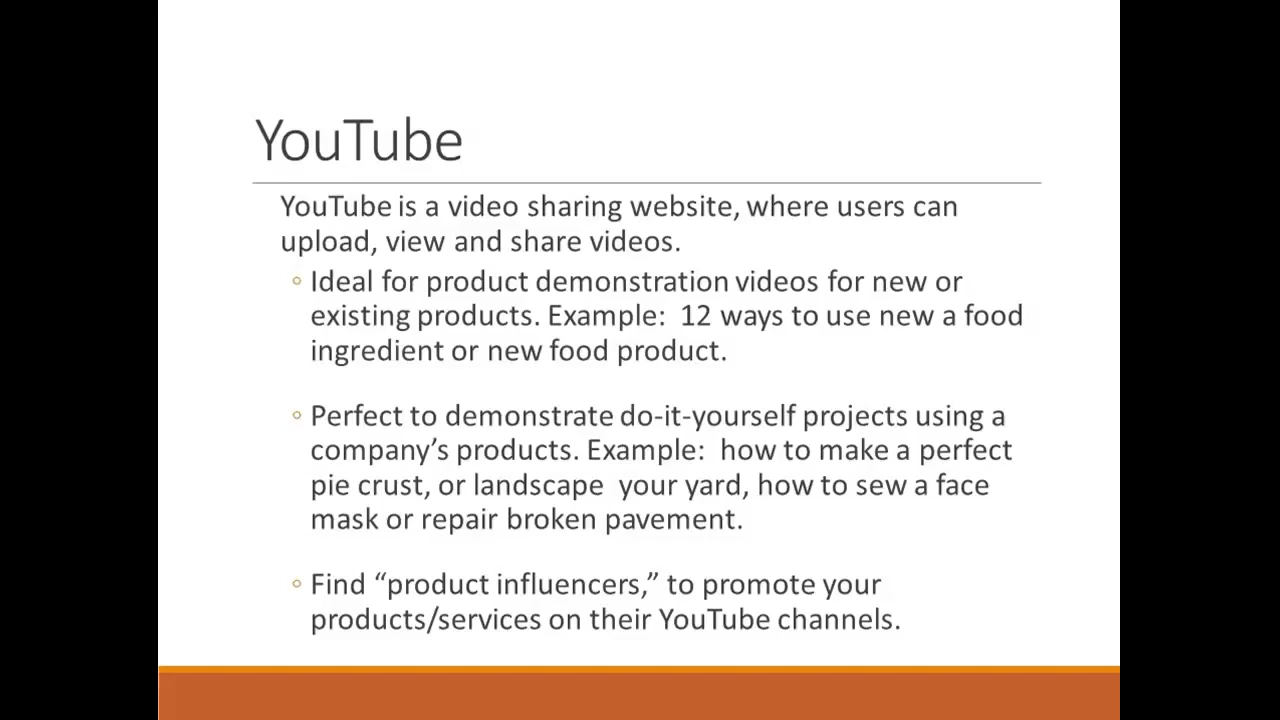 YouTube
YouTube is a video sharing website, where users can
upload, view and share videos.
◦ Ideal for product demonstration videos for new or
existing products. Example:  12 ways to use new a food
ingredient or new food product.
◦ Perfect to demonstrate do-it-yourself projects using a
company’s products. Example:  how to make a perfect
pie crust, or landscape  your yard, how to sew a face
mask or repair broken pavement.
◦ Find “product influencers,” to promote your
products/services on their YouTube channels.